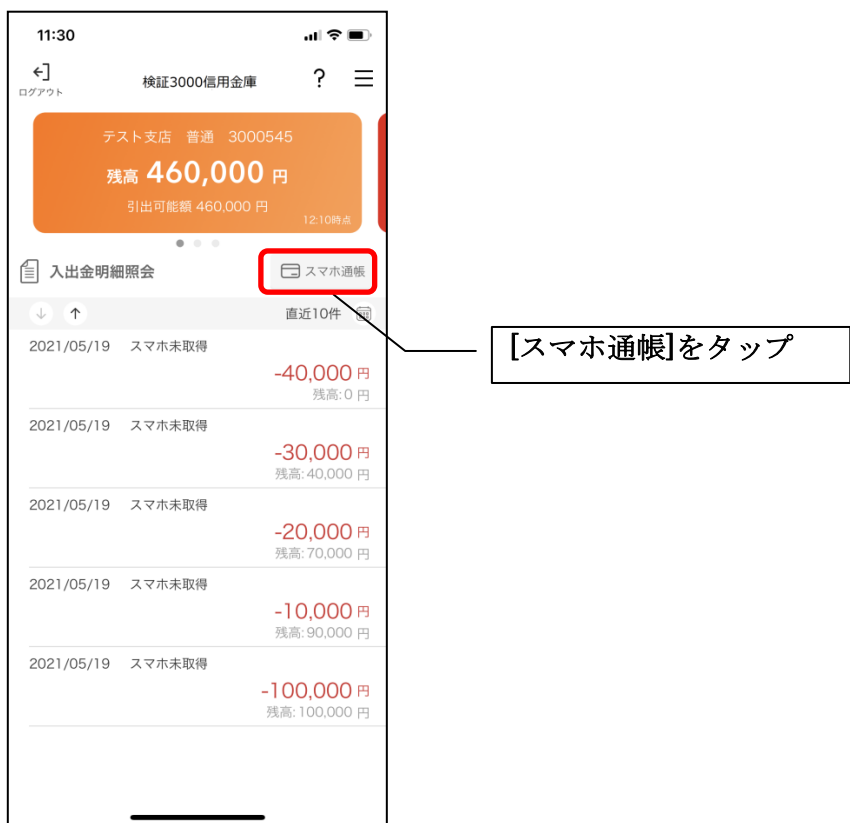 11:30
ログアウト
検証3000信用金庫
?
テスト支店 普通 3000545
残高 460,000 円
引出可能額 460,000 円
12:10時点
入出金明細照会
スマホ通帳
直近10件
[スマホ通帳]をタップ
2021/05/19 スマホ未取得
-40,000 円
残高:0 円
2021/05/19 スマホ未取得
-30,000 円
残高:40,000 円
2021/05/19 スマホ未取得
-20,000 円
残高:70,000 円
2021/05/19 スマホ未取得
-10,000 円
残高:90,000 円
2021/05/19 スマホ未取得
-100,000 円
残高:100,000 円